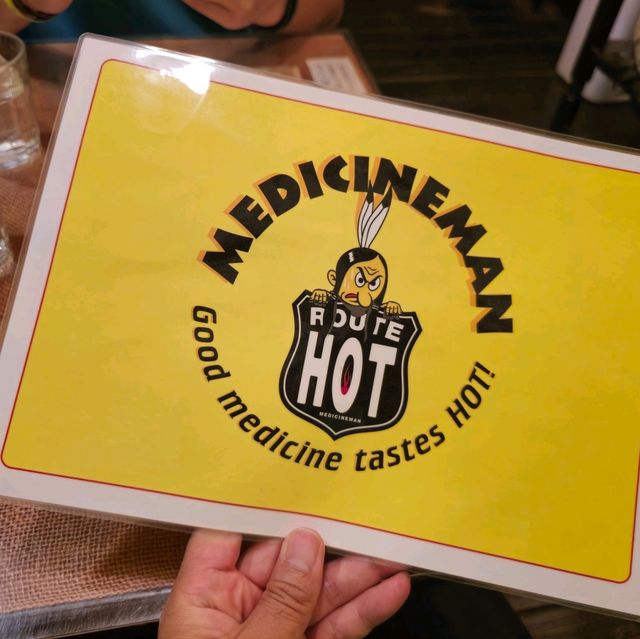 MEDICINEMAN
ROUTE
HOT
MEDICINEMAN
Good medicine tastes HOT!